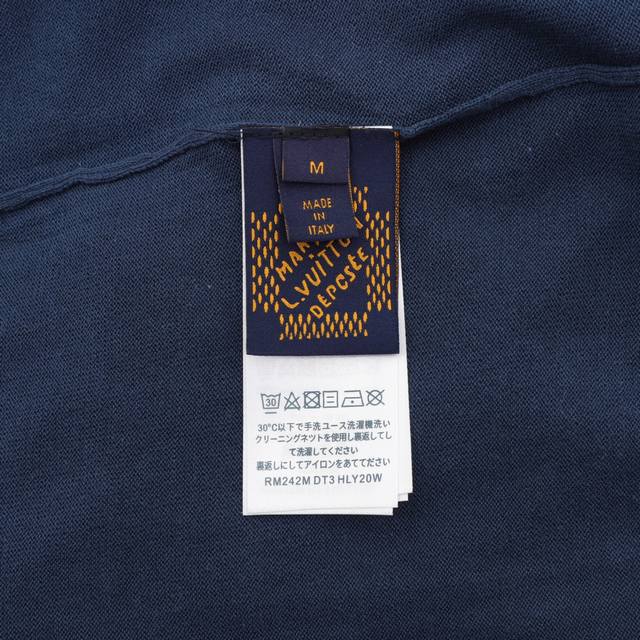 M
MADE
IN
ITALY
MAR
L.VUITTON
DEPOSÉE
30
30°C以下で手洗ユース洗濯機洗い
クリーニングネツトを使用し裏返してし
て洗濯してください
裏返しにしてアイロンをあててください
RM242M DT3 HLY20W